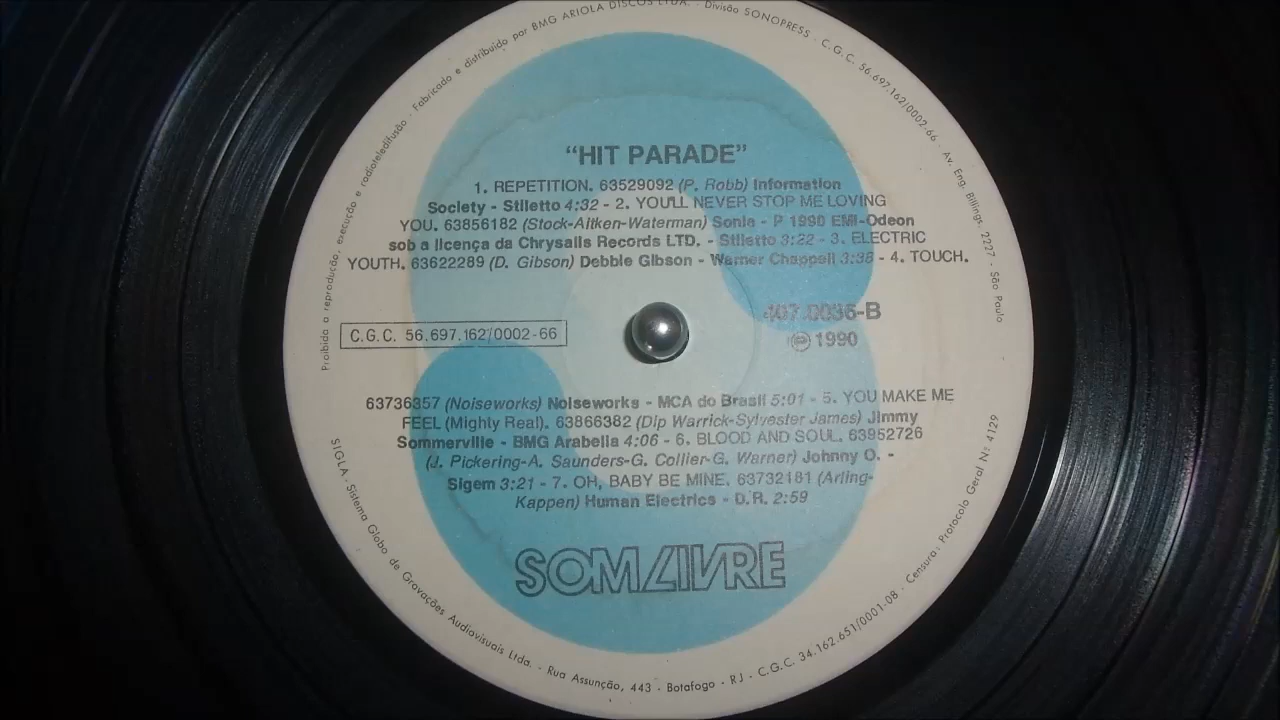 Fabricado e distribuido por BMG ARIOLA DISCOS LTDA. - Divisão SONOPRESS - C.G.C. 56.697.162/0002-66 - Av. Eng. Billings, 2227 - São Paulo
"HIT PARADE"
1. REPETITION. 63529092 (P. Robb) Information
Society - Stiletto 4:32 - 2. YOU'LL NEVER STOP ME LOVING
YOU. 63856182 (Stock-Aitken-Waterman) Sonia - P 1990 EMI-Odeon
sob a licença da Chrysalis Records LTD. - Stiletto 3:22 - 3. ELECTRIC
YOUTH. 63622289 (D. Gibson) Debbie Gibson - Warner Chappell 3:38 - 4. TOUCH.
407.0036-B
C.G.C. 56.697.162/0002-66
℗ 1990
63736357 (Noiseworks) Noiseworks - MCA do Brasil 5:01 - 5. YOU MAKE ME
FEEL (Mighty Real). 63866382 (Dip Warrick-Sylvester James) Jimmy
Sommerville - BMG Arabella 4:06 - 6. BLOOD AND SOUL. 63952726
(J. Pickering-A. Saunders-G. Collier-G. Warner) Johnny O. -
Sigem 3:21 - 7. OH, BABY BE MINE. 63732181 (Arling-
Kappen) Human Electrics - D.R. 2:59
SOM LIVRE
Proibida a reprodução, execução e radioteledifusão
SIGLA - Sistema Globo de Gravações Audiovisuais Ltda. - Rua Assunção, 443 - Botafogo - RJ - C.G.C. 34.162.651/0001-08 - Censura: Protocolo Geral Nº 4129